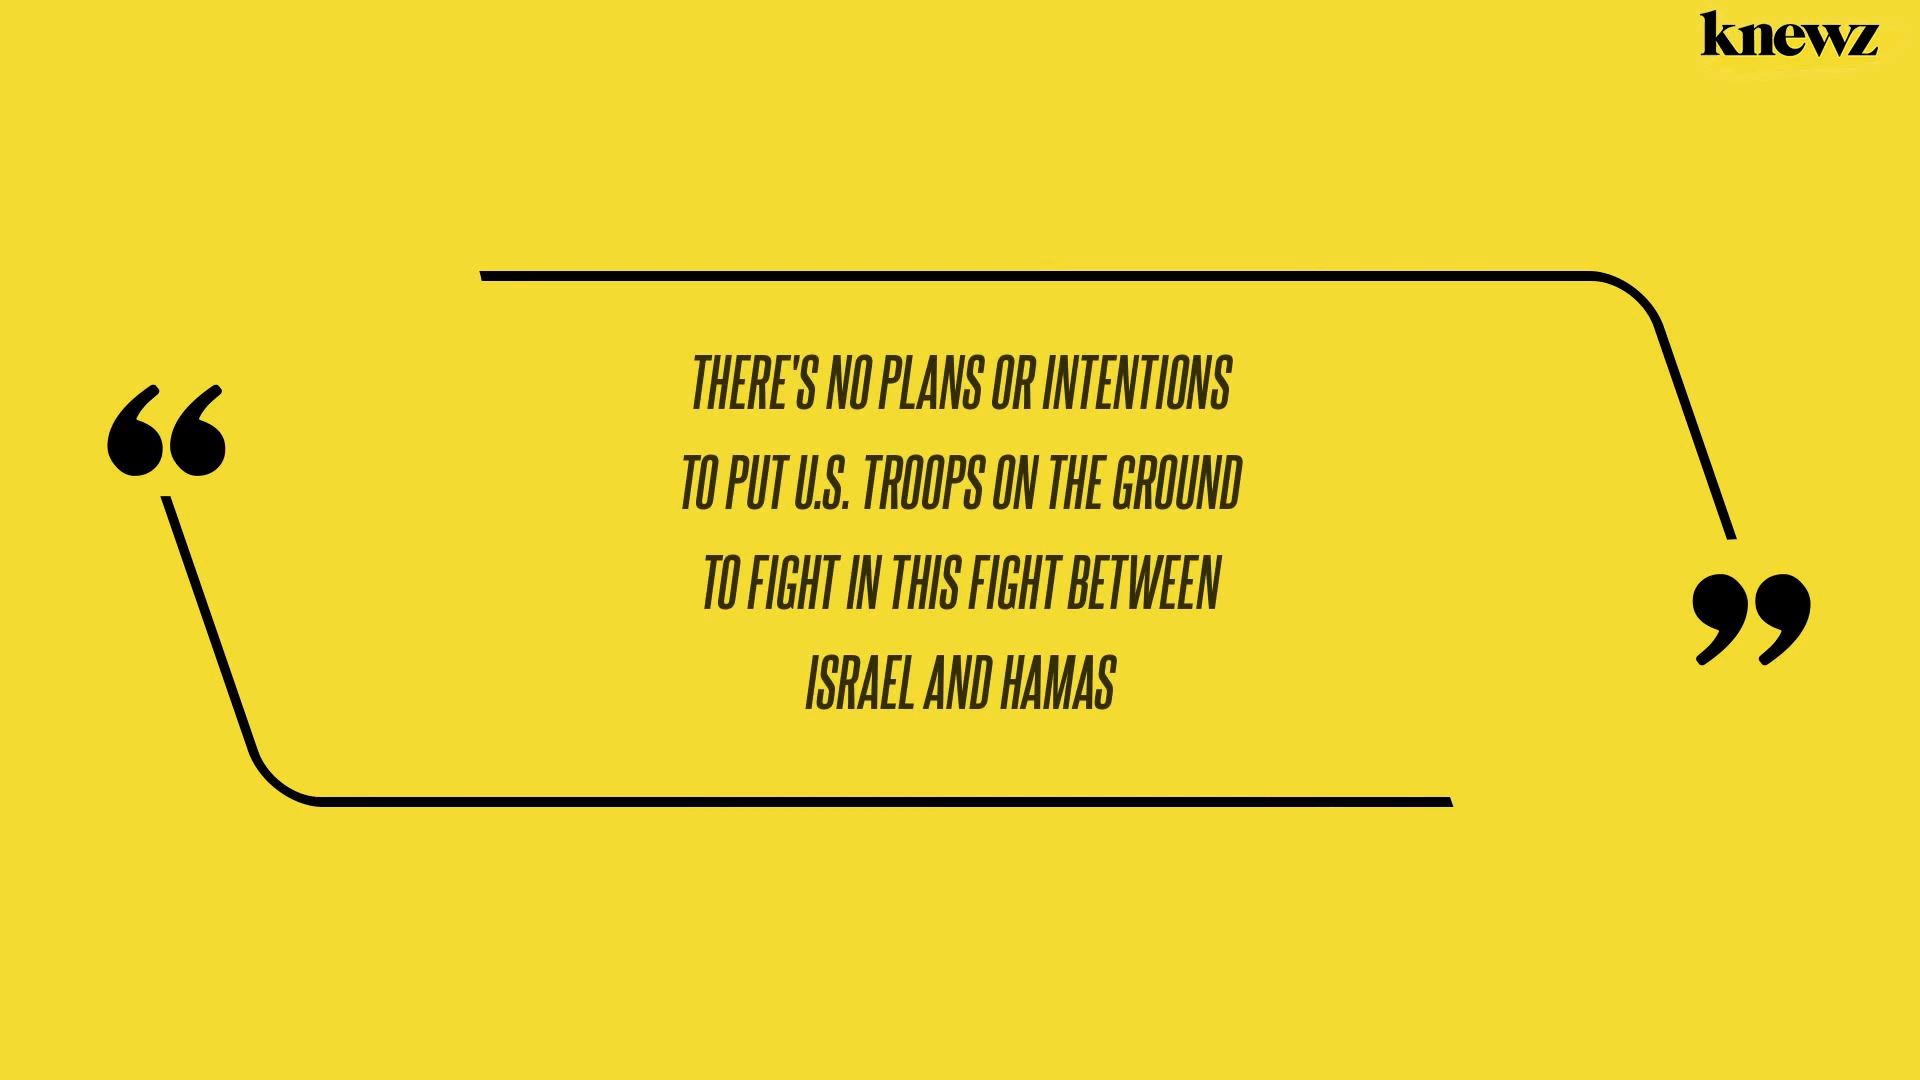 knewz
“
THERE'S NO PLANS OR INTENTIONS
TO PUT U.S. TROOPS ON THE GROUND
TO FIGHT IN THIS FIGHT BETWEEN
ISRAEL AND HAMAS
”